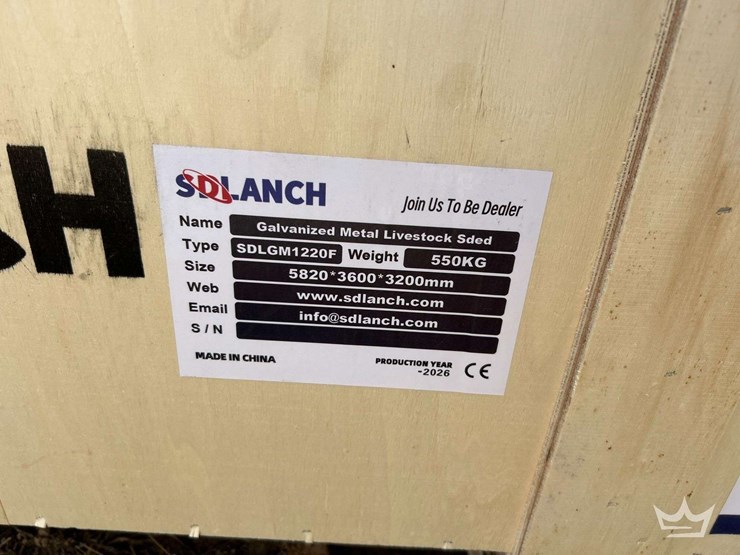 H
SDLANCH
Join Us To Be Dealer
Name Galvanized Metal Livestock Sded
Type SDLGM1220F Weight 550KG
Size 5820*3600*3200mm
Web www.sdlanch.com
Email info@sdlanch.com
S / N
MADE IN CHINA
PRODUCTION YEAR
-2026
CE